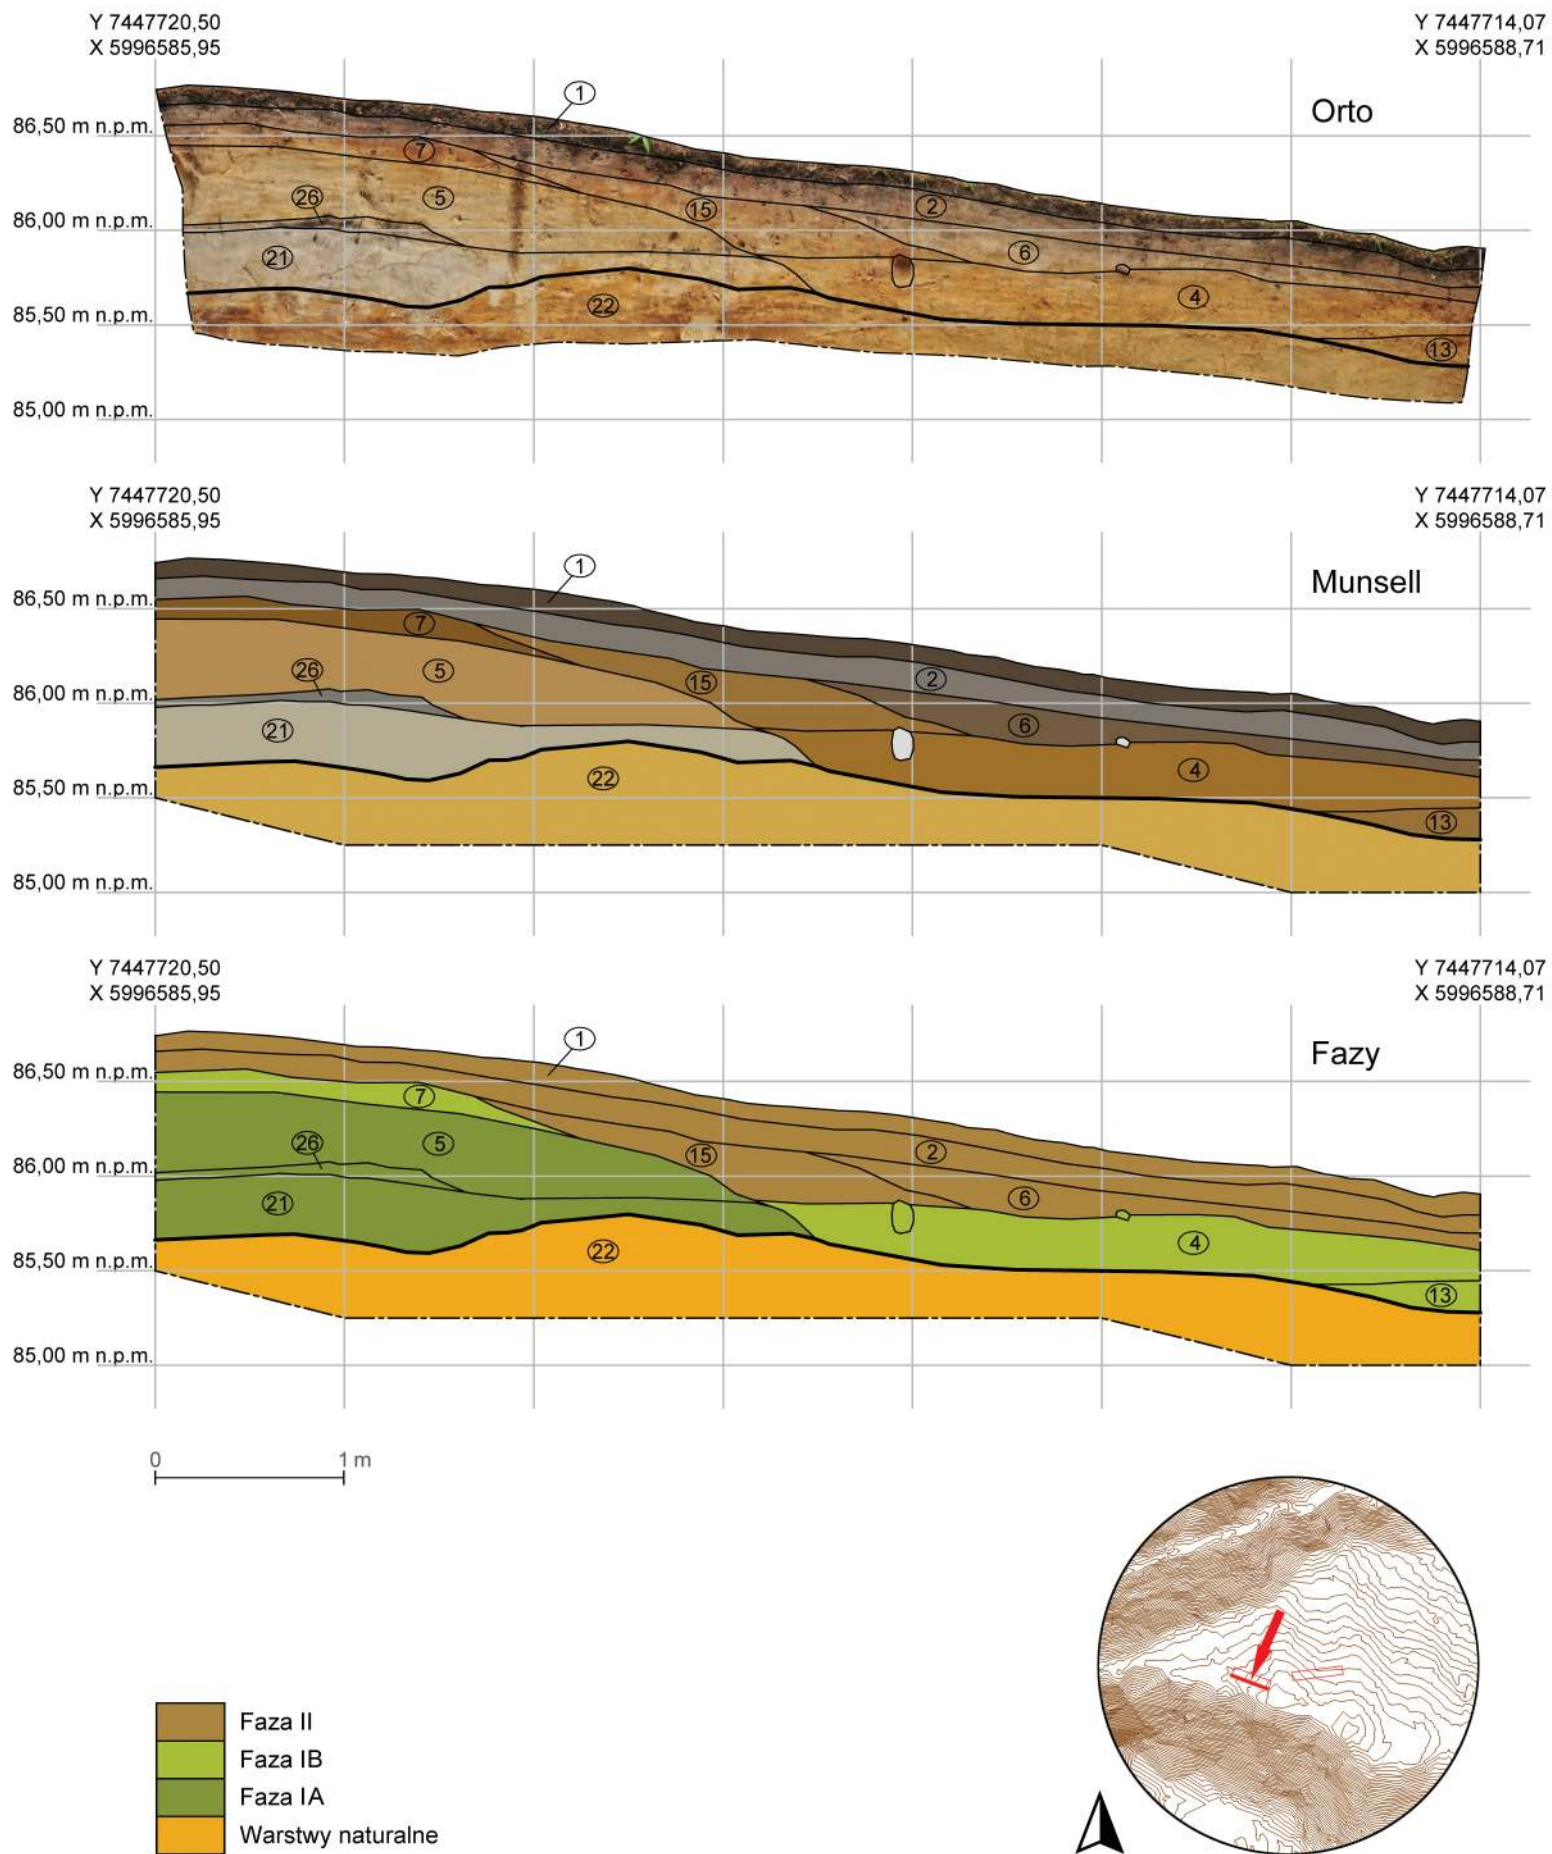 Y 7447720,50
X 5996585,95
Y 7447714,07
X 5996588,71
Orto
86,50 m n.p.m.
86,00 m n.p.m.
85,50 m n.p.m.
85,00 m n.p.m.
1
7
26
5
15
2
21
6
22
4
13
Y 7447720,50
X 5996585,95
Y 7447714,07
X 5996588,71
Munsell
86,50 m n.p.m.
86,00 m n.p.m.
85,50 m n.p.m.
85,00 m n.p.m.
1
7
26
5
15
2
21
6
22
4
13
Y 7447720,50
X 5996585,95
Y 7447714,07
X 5996588,71
Fazy
86,50 m n.p.m.
86,00 m n.p.m.
85,50 m n.p.m.
85,00 m n.p.m.
1
7
26
5
15
2
21
6
22
4
13
0 1 m
Faza II
Faza IB
Faza IA
Warstwy naturalne